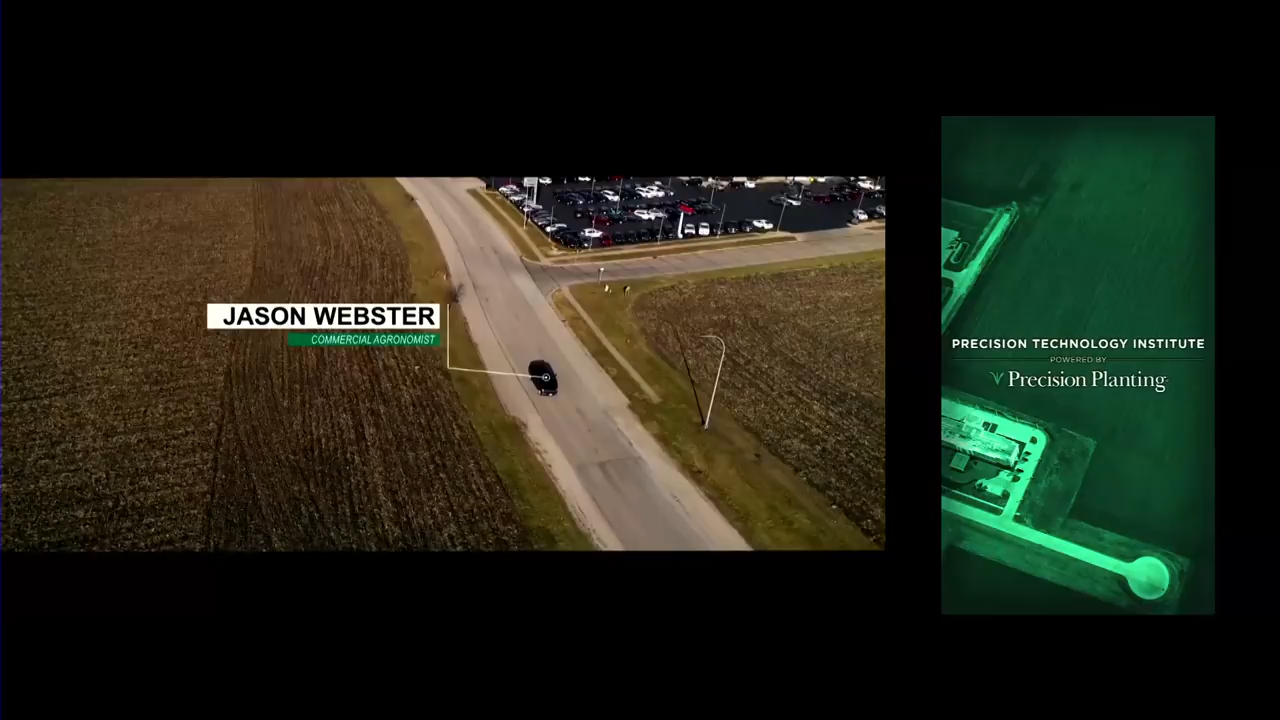 JASON WEBSTER
COMMERCIAL AGRONOMIST
PRECISION TECHNOLOGY INSTITUTE
POWERED BY
Precision Planting